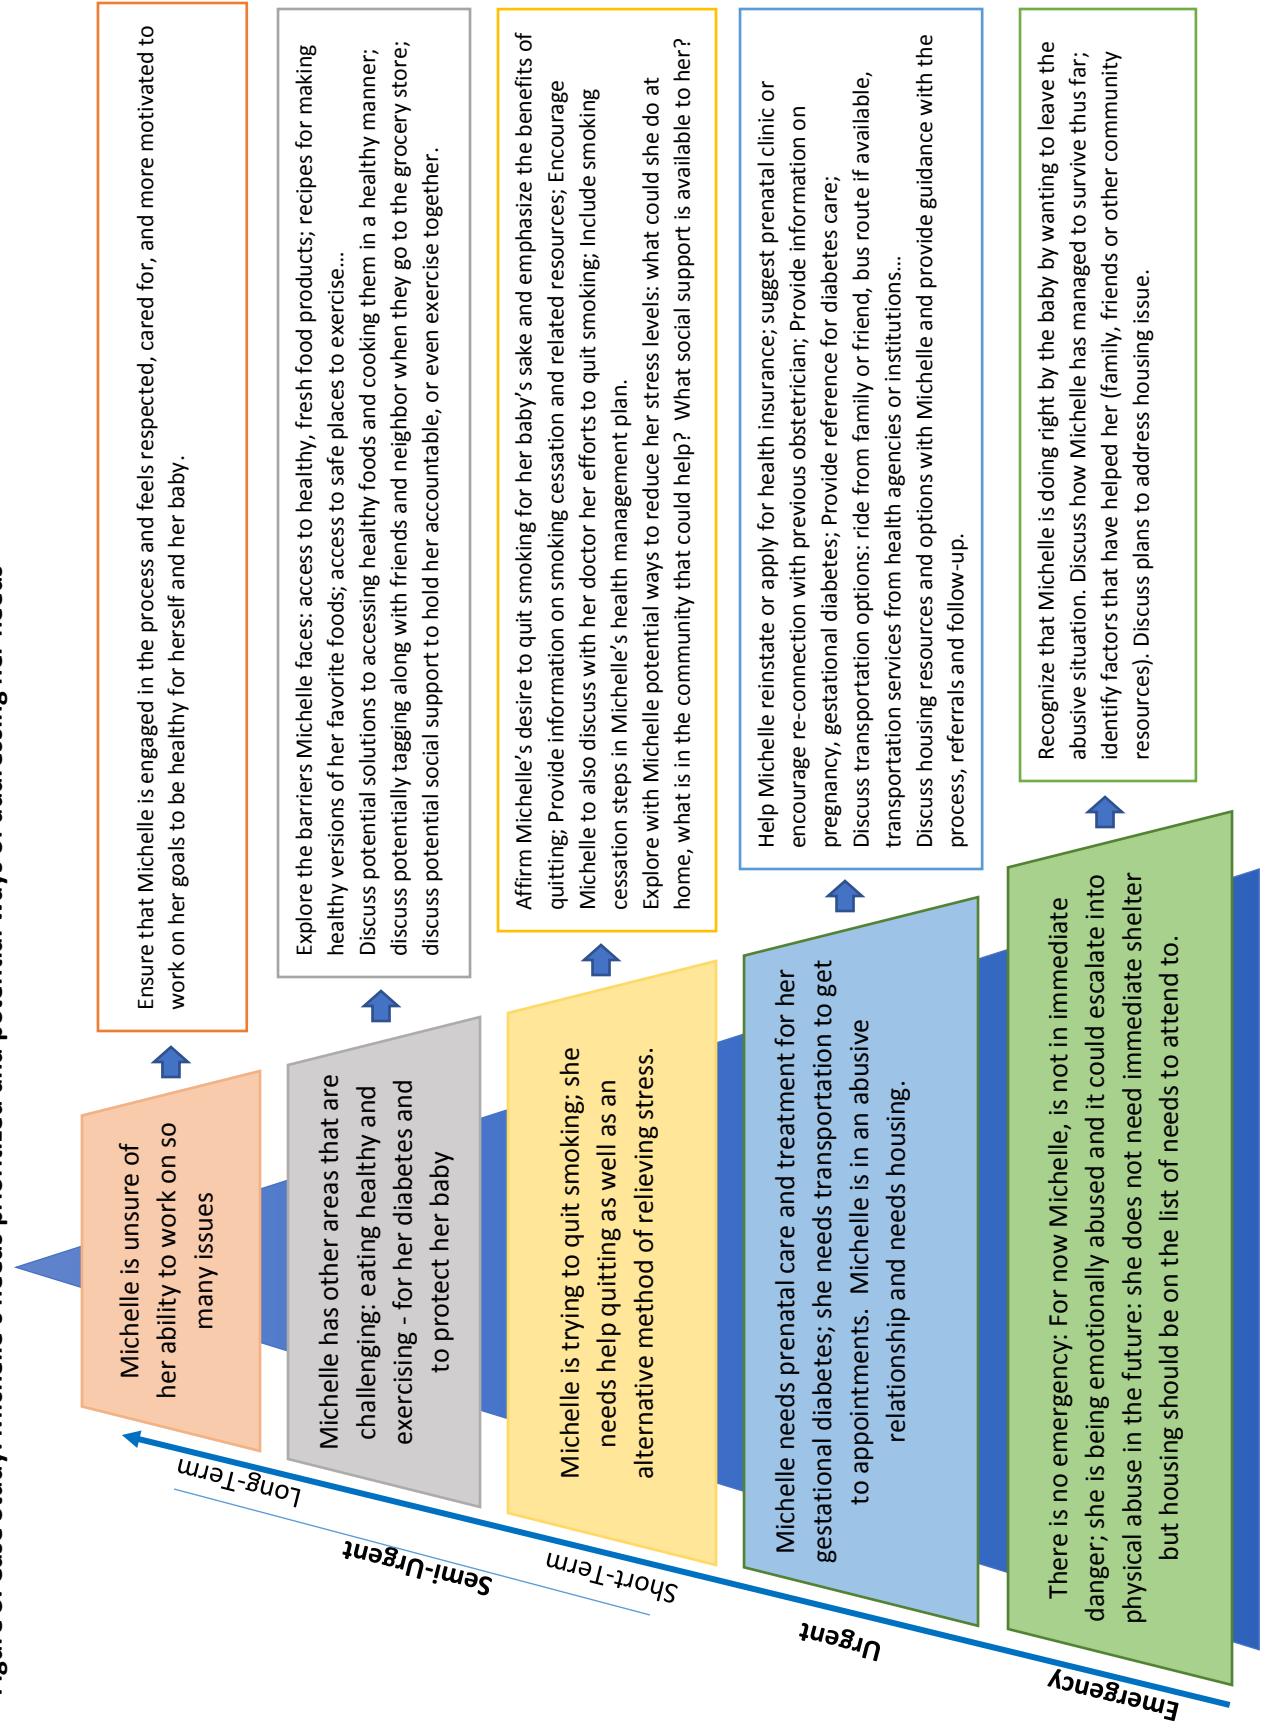 Case Study: Michelle's needs prioritized and potential ways of addressing her needs
Michelle is unsure of
her ability to work on so
many issues
Ensure that Michelle is engaged in the process and feels respected, cared for, and more motivated to
work on her goals to be healthy for herself and her baby.
Long-Term
Michelle has other areas that are
challenging: eating healthy and
exercising - for her diabetes and
to protect her baby
Explore the barriers Michelle faces: access to healthy, fresh food products; recipes for making
healthy versions of her favorite foods; access to safe places to exercise…
Discuss potential solutions to accessing healthy foods and cooking them in a healthy manner;
discuss potentially tagging along with friends and neighbor when they go to the grocery store;
discuss potential social support to hold her accountable, or even exercise together.
Semi-Urgent
Short-Term
Michelle is trying to quit smoking; she
needs help quitting as well as an
alternative method of relieving stress.
Affirm Michelle's desire to quit smoking for her baby's sake and emphasize the benefits of
quitting; Provide information on smoking cessation and related resources; Encourage
Michelle to also discuss with her doctor her efforts to quit smoking; Include smoking
cessation steps in Michelle's health management plan.
Explore with Michelle potential ways to reduce her stress levels: what could she do at
home, what is in the community that could help? What social support is available to her?
Urgent
Michelle needs prenatal care and treatment for her
gestational diabetes; she needs transportation to get
to appointments. Michelle is in an abusive
relationship and needs housing.
Help Michelle reinstate or apply for health insurance; suggest prenatal clinic or
encourage re-connection with previous obstetrician; Provide information on
pregnancy, gestational diabetes; Provide reference for diabetes care;
Discuss transportation options: ride from family or friend, bus route if available,
transportation services from health agencies or institutions…
Discuss housing resources and options with Michelle and provide guidance with the
process, referrals and follow-up.
Emergency
There is no emergency: For now Michelle, is not in immediate
danger; she is being emotionally abused and it could escalate into
physical abuse in the future: she does not need immediate shelter
but housing should be on the list of needs to attend to.
Recognize that Michelle is doing right by the baby by wanting to leave the
abusive situation. Discuss how Michelle has managed to survive thus far;
identify factors that have helped her (family, friends or other community
resources). Discuss plans to address housing issue.